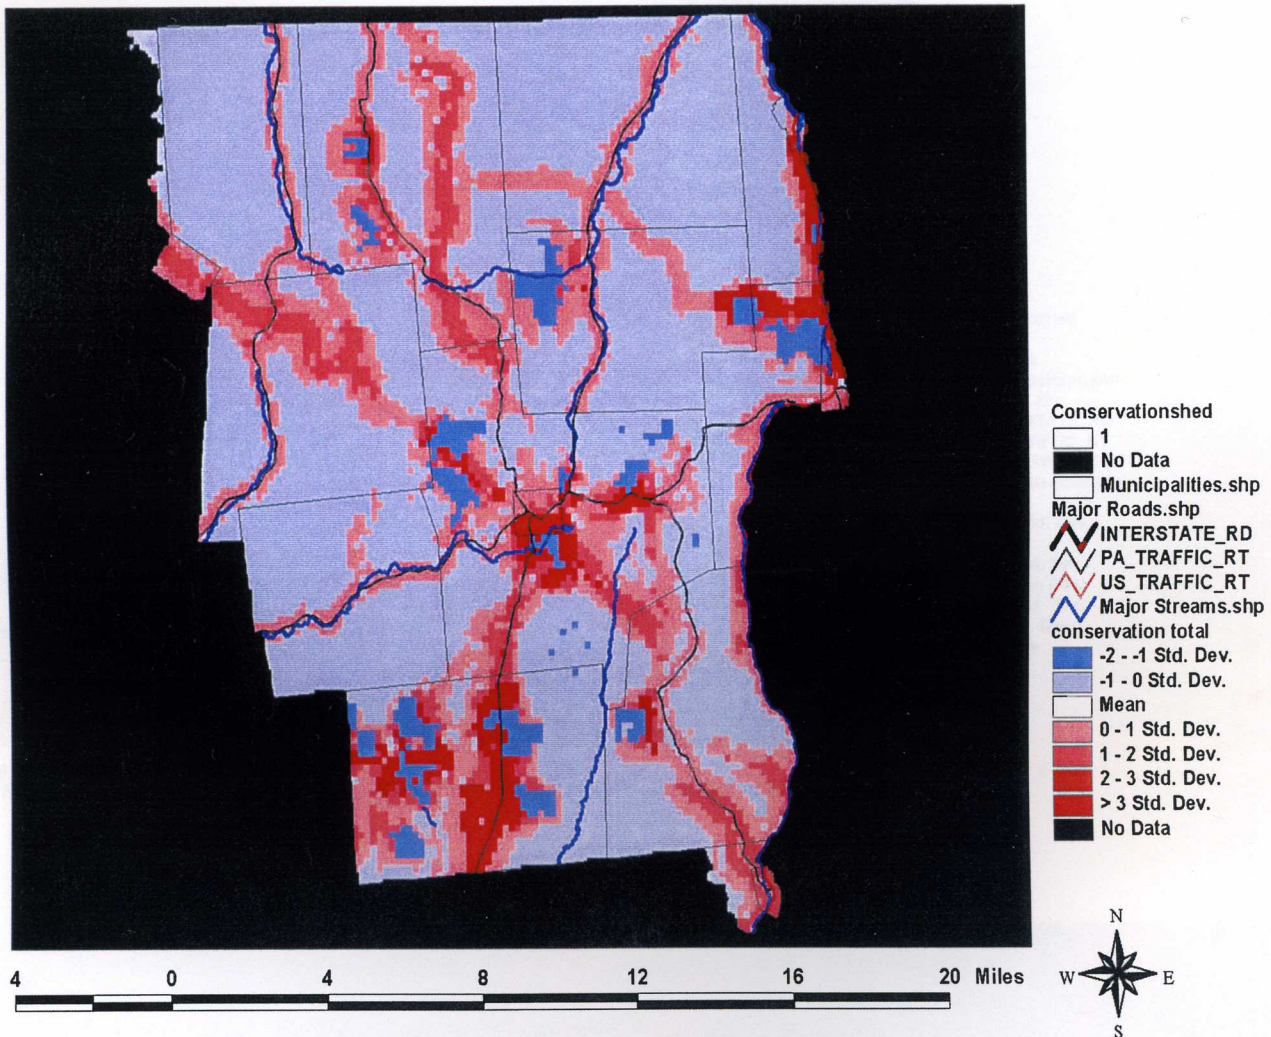 Conservationshed
1
No Data
Municipalities.shp
Major Roads.shp
INTERSTATE_RD
PA_TRAFFIC_RT
US_TRAFFIC_RT
Major Streams.shp
conservation total
-2 - -1 Std. Dev.
-1 - 0 Std. Dev.
Mean
0 - 1 Std. Dev.
1 - 2 Std. Dev.
2 - 3 Std. Dev.
> 3 Std. Dev.
No Data
N
W E
S
4 0 4 8 12 16 20 Miles